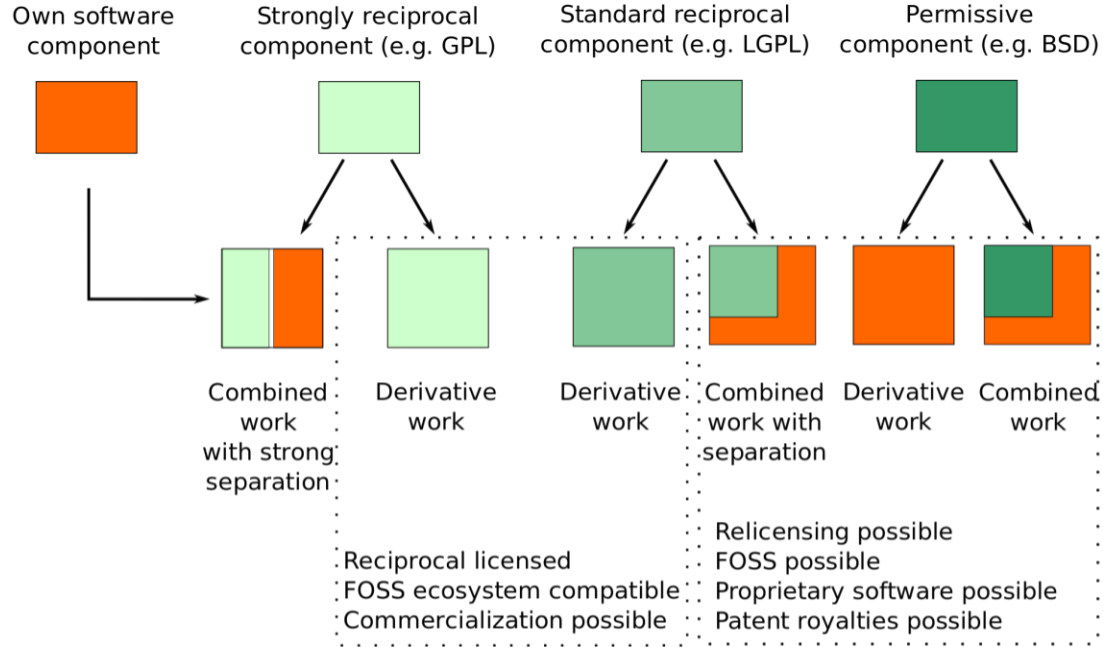 Own software
component
Strongly reciprocal
component (e.g. GPL)
Standard reciprocal
component (e.g. LGPL)
Permissive
component (e.g. BSD)
Combined
work
with strong
separation
Derivative
work
Derivative
work
Combined
work with
separation
Derivative
work
Combined
work
Reciprocal licensed
FOSS ecosystem compatible
Commercialization possible
Relicensing possible
FOSS possible
Proprietary software possible
Patent royalties possible